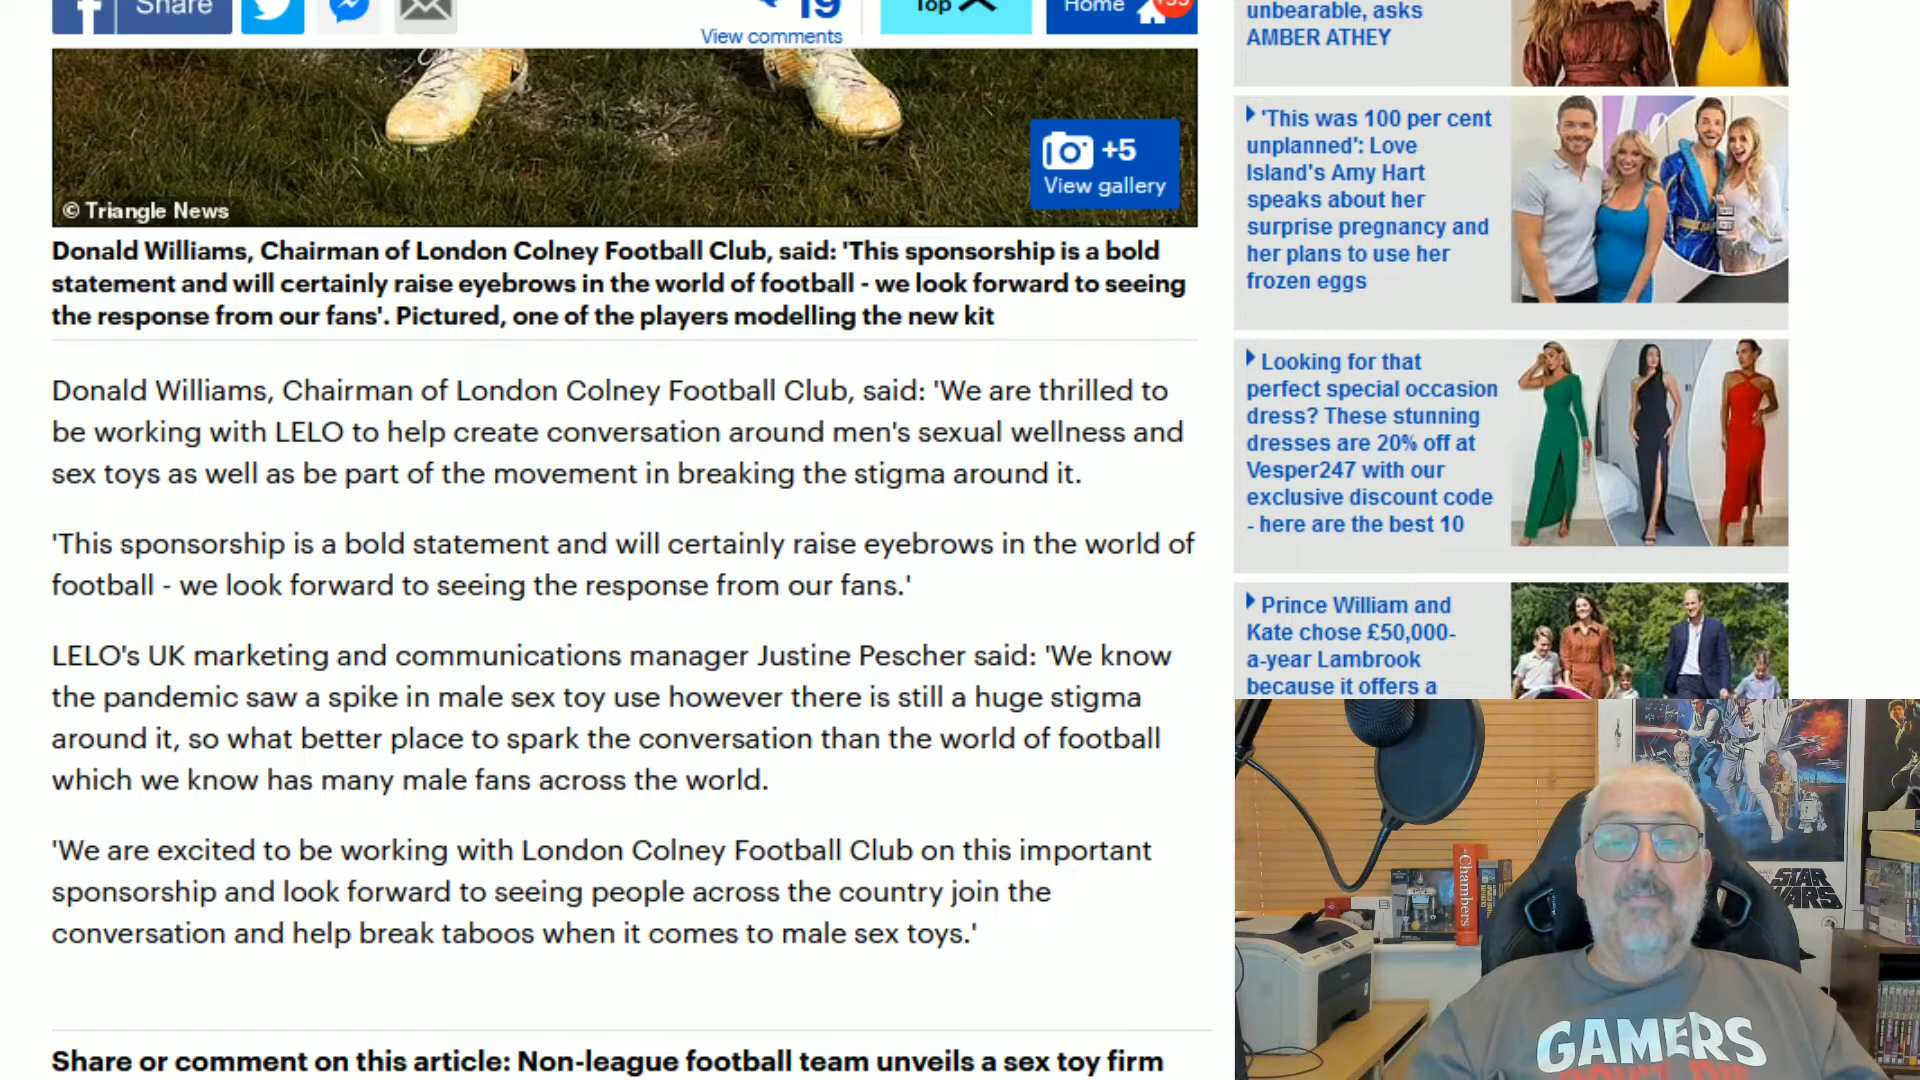 Share
19
View comments
Top
Home
+5
View gallery
© Triangle News
Donald Williams, Chairman of London Colney Football Club, said: 'This sponsorship is a bold
statement and will certainly raise eyebrows in the world of football - we look forward to seeing
the response from our fans'. Pictured, one of the players modelling the new kit
Donald Williams, Chairman of London Colney Football Club, said: 'We are thrilled to
be working with LELO to help create conversation around men's sexual wellness and
sex toys as well as be part of the movement in breaking the stigma around it.
'This sponsorship is a bold statement and will certainly raise eyebrows in the world of
football - we look forward to seeing the response from our fans.'
LELO's UK marketing and communications manager Justine Pescher said: 'We know
the pandemic saw a spike in male sex toy use however there is still a huge stigma
around it, so what better place to spark the conversation than the world of football
which we know has many male fans across the world.
'We are excited to be working with London Colney Football Club on this important
sponsorship and look forward to seeing people across the country join the
conversation and help break taboos when it comes to male sex toys.'
Share or comment on this article: Non-league football team unveils a sex toy firm
unbearable, asks
AMBER ATHEY
'This was 100 per cent
unplanned': Love
Island's Amy Hart
speaks about her
surprise pregnancy and
her plans to use her
frozen eggs
Looking for that
perfect special occasion
dress? These stunning
dresses are 20% off at
Vesper247 with our
exclusive discount code
- here are the best 10
Prince William and
Kate chose £50,000-
a-year Lambrook
because it offers a
Chambers
STAR
WARS
GAMERS